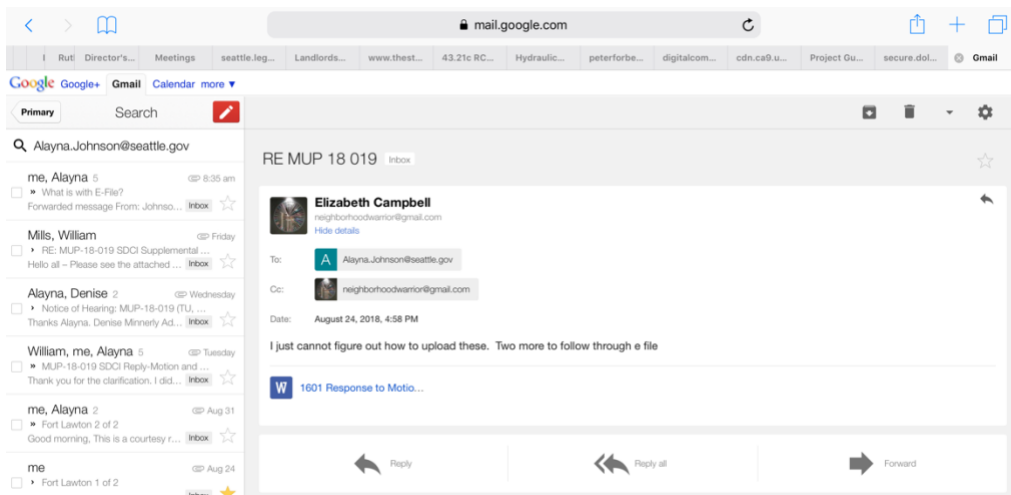 mail.google.com
I Ruti Director's... Meetings seattle.leg... Landlords... www.thest... 43.21c RC... Hydraulic... peterforbe... digitalcom... cdn.ca9.u... Project Gu... secure.dol... Gmail
Google Google+ Gmail Calendar more ▼
Primary Search
Alayna.Johnson@seattle.gov
me, Alayna 5 8:35 am
» What is with E-File?
Forwarded message From: Johnso... Inbox
Mills, William Friday
› RE: MUP-18-019 SDCI Supplemental ...
Hello all – Please see the attached ... Inbox
Alayna, Denise 2 Wednesday
› Notice of Hearing: MUP-18-019 (TU, ...
Thanks Alayna. Denise Minnerly Ad... Inbox
William, me, Alayna 5 Tuesday
» MUP-18-019 SDCI Reply-Motion and ...
Thank you for the clarification. I did... Inbox
me, Alayna 2 Aug 31
» Fort Lawton 2 of 2
Good morning, This is a courtesy r... Inbox
me Aug 24
› Fort Lawton 1 of 2
Inbox
RE MUP 18 019 Inbox
Elizabeth Campbell
neighborhoodwarrior@gmail.com
Hide details
To: A Alayna.Johnson@seattle.gov
Cc: neighborhoodwarrior@gmail.com
Date: August 24, 2018, 4:58 PM
I just cannot figure out how to upload these. Two more to follow through e file
W 1601 Response to Motio...
Reply Reply all Forward